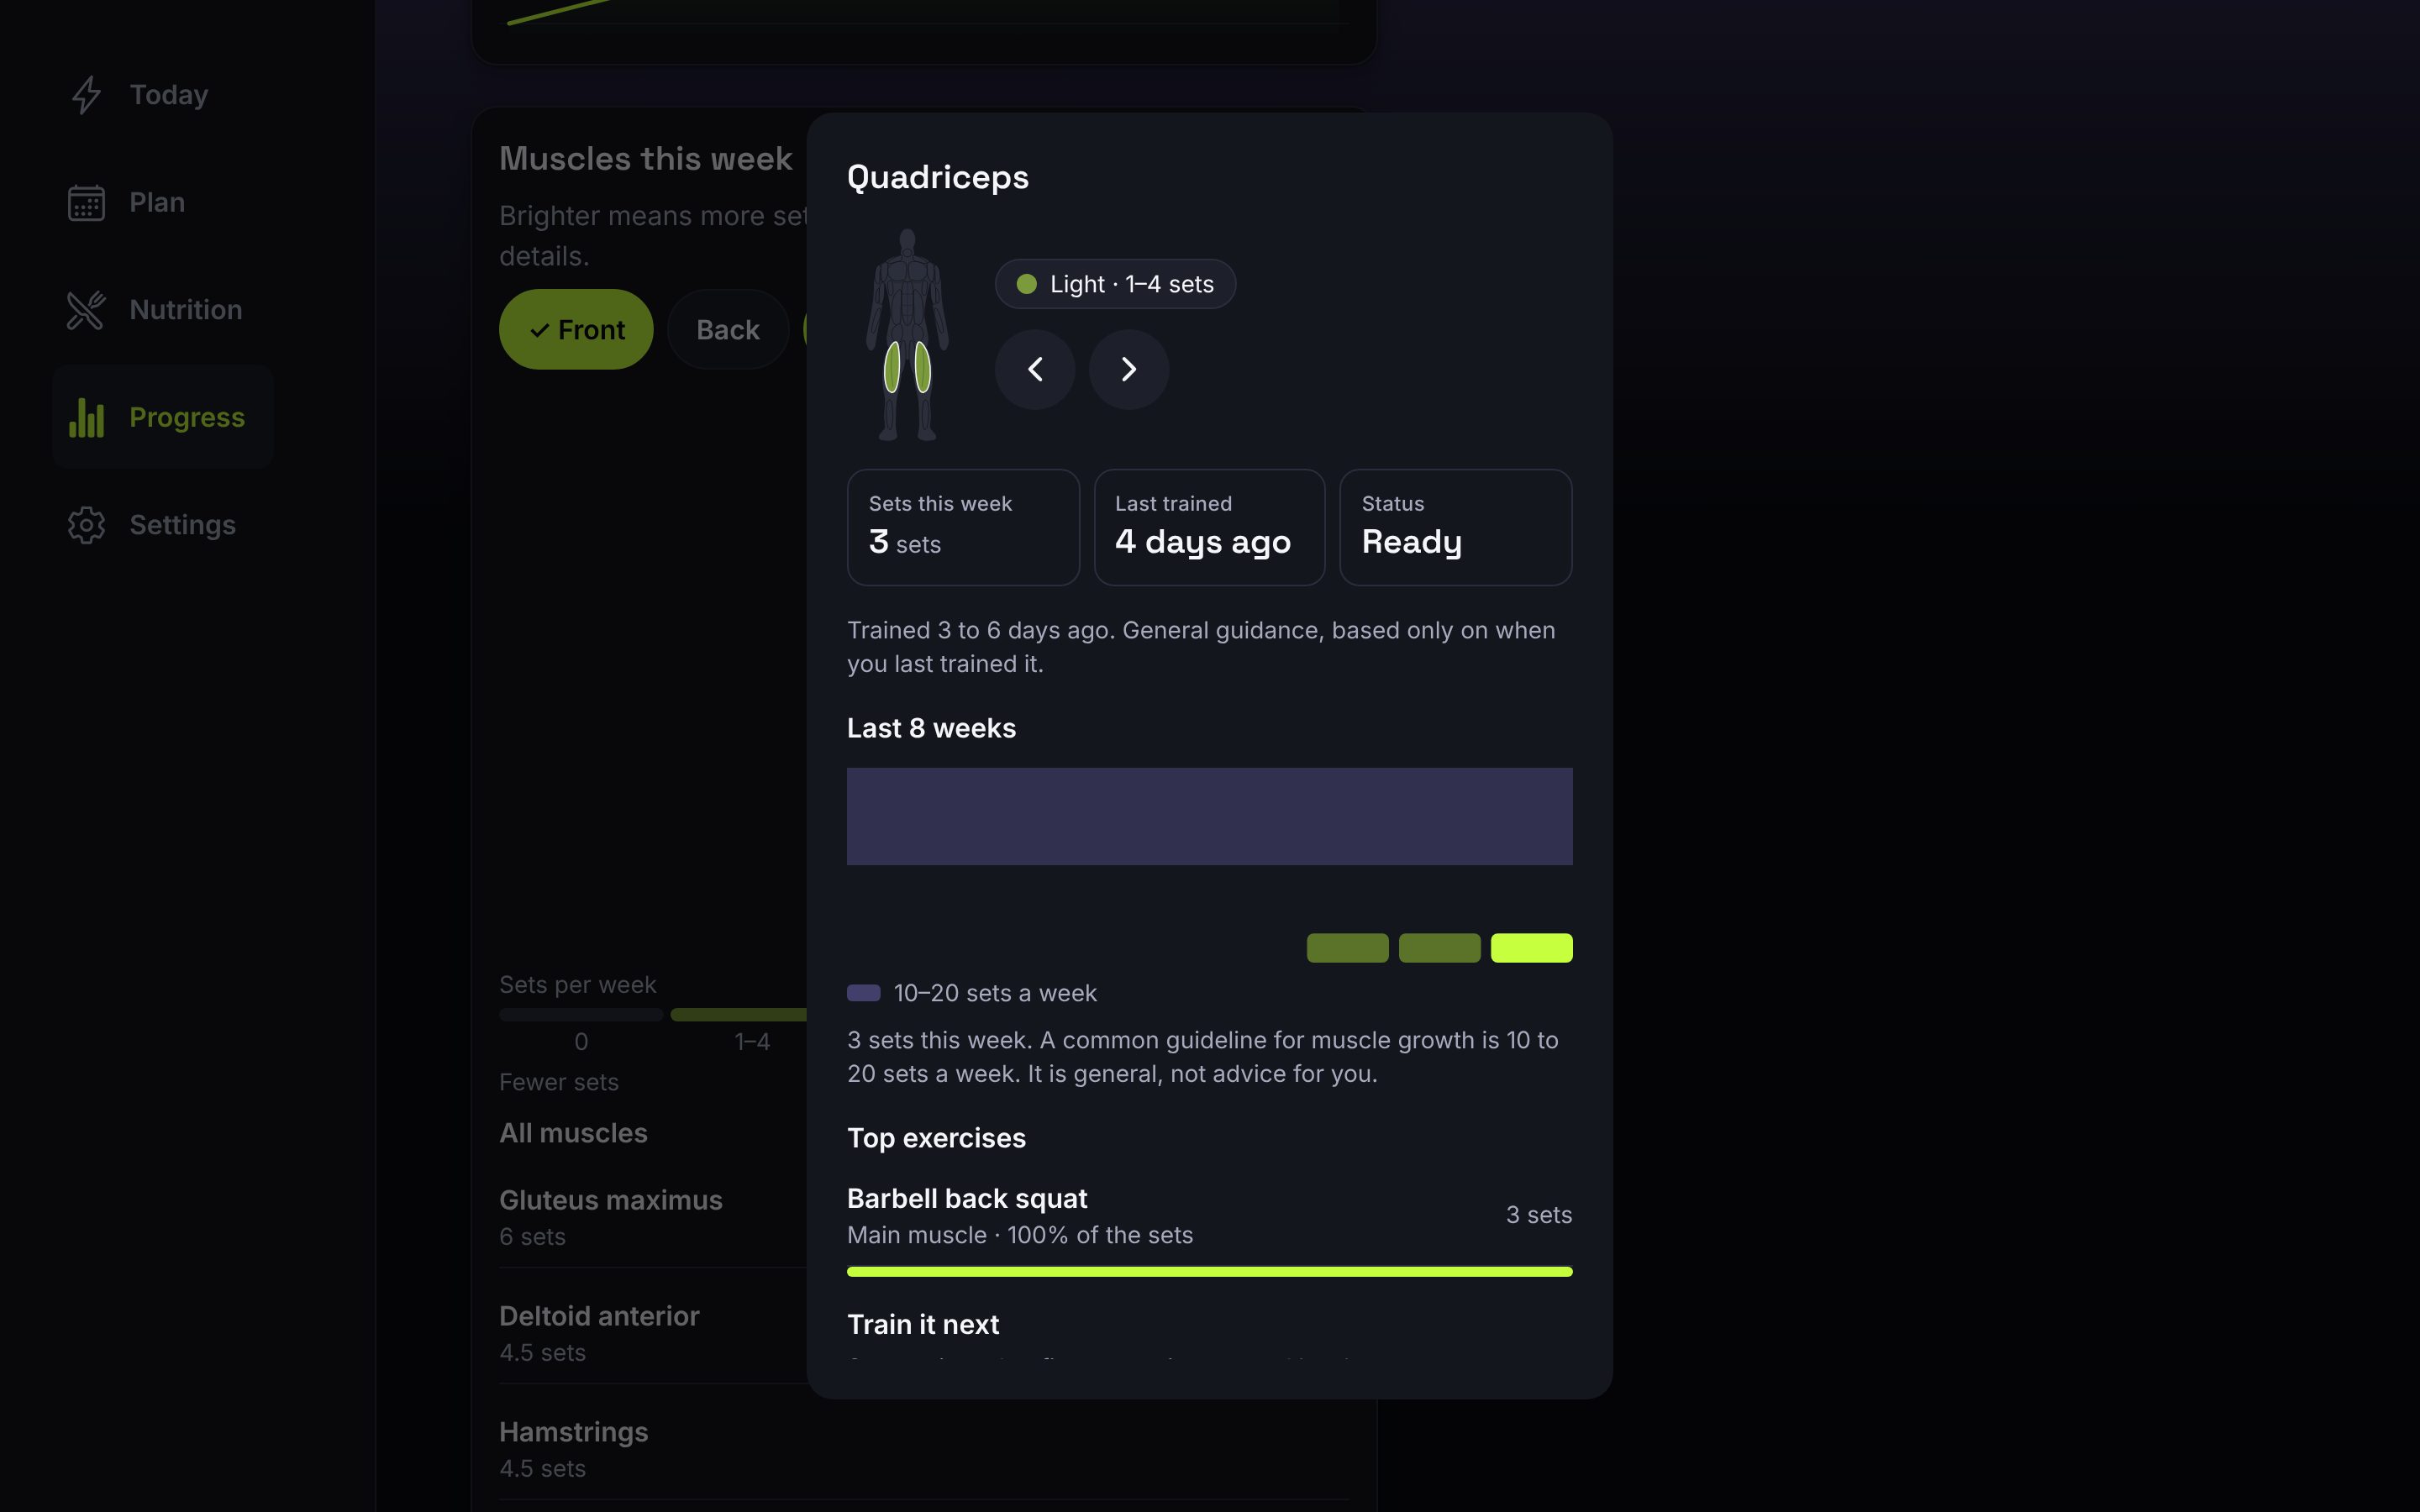 Today
Plan
Nutrition
Progress
Settings
Muscles this week
Brighter means more
details.
Front
Back
Sets per week
0
1–4
Fewer sets
All muscles
Gluteus maximus
6 sets
Deltoid anterior
4.5 sets
Hamstrings
4.5 sets
Quadriceps
Light · 1–4 sets
Sets this week
3 sets
Last trained
4 days ago
Status
Ready
Trained 3 to 6 days ago. General guidance, based only on when
you last trained it.
Last 8 weeks
10–20 sets a week
3 sets this week. A common guideline for muscle growth is 10 to
20 sets a week. It is general, not advice for you.
Top exercises
Barbell back squat
Main muscle · 100% of the sets
3 sets
Train it next